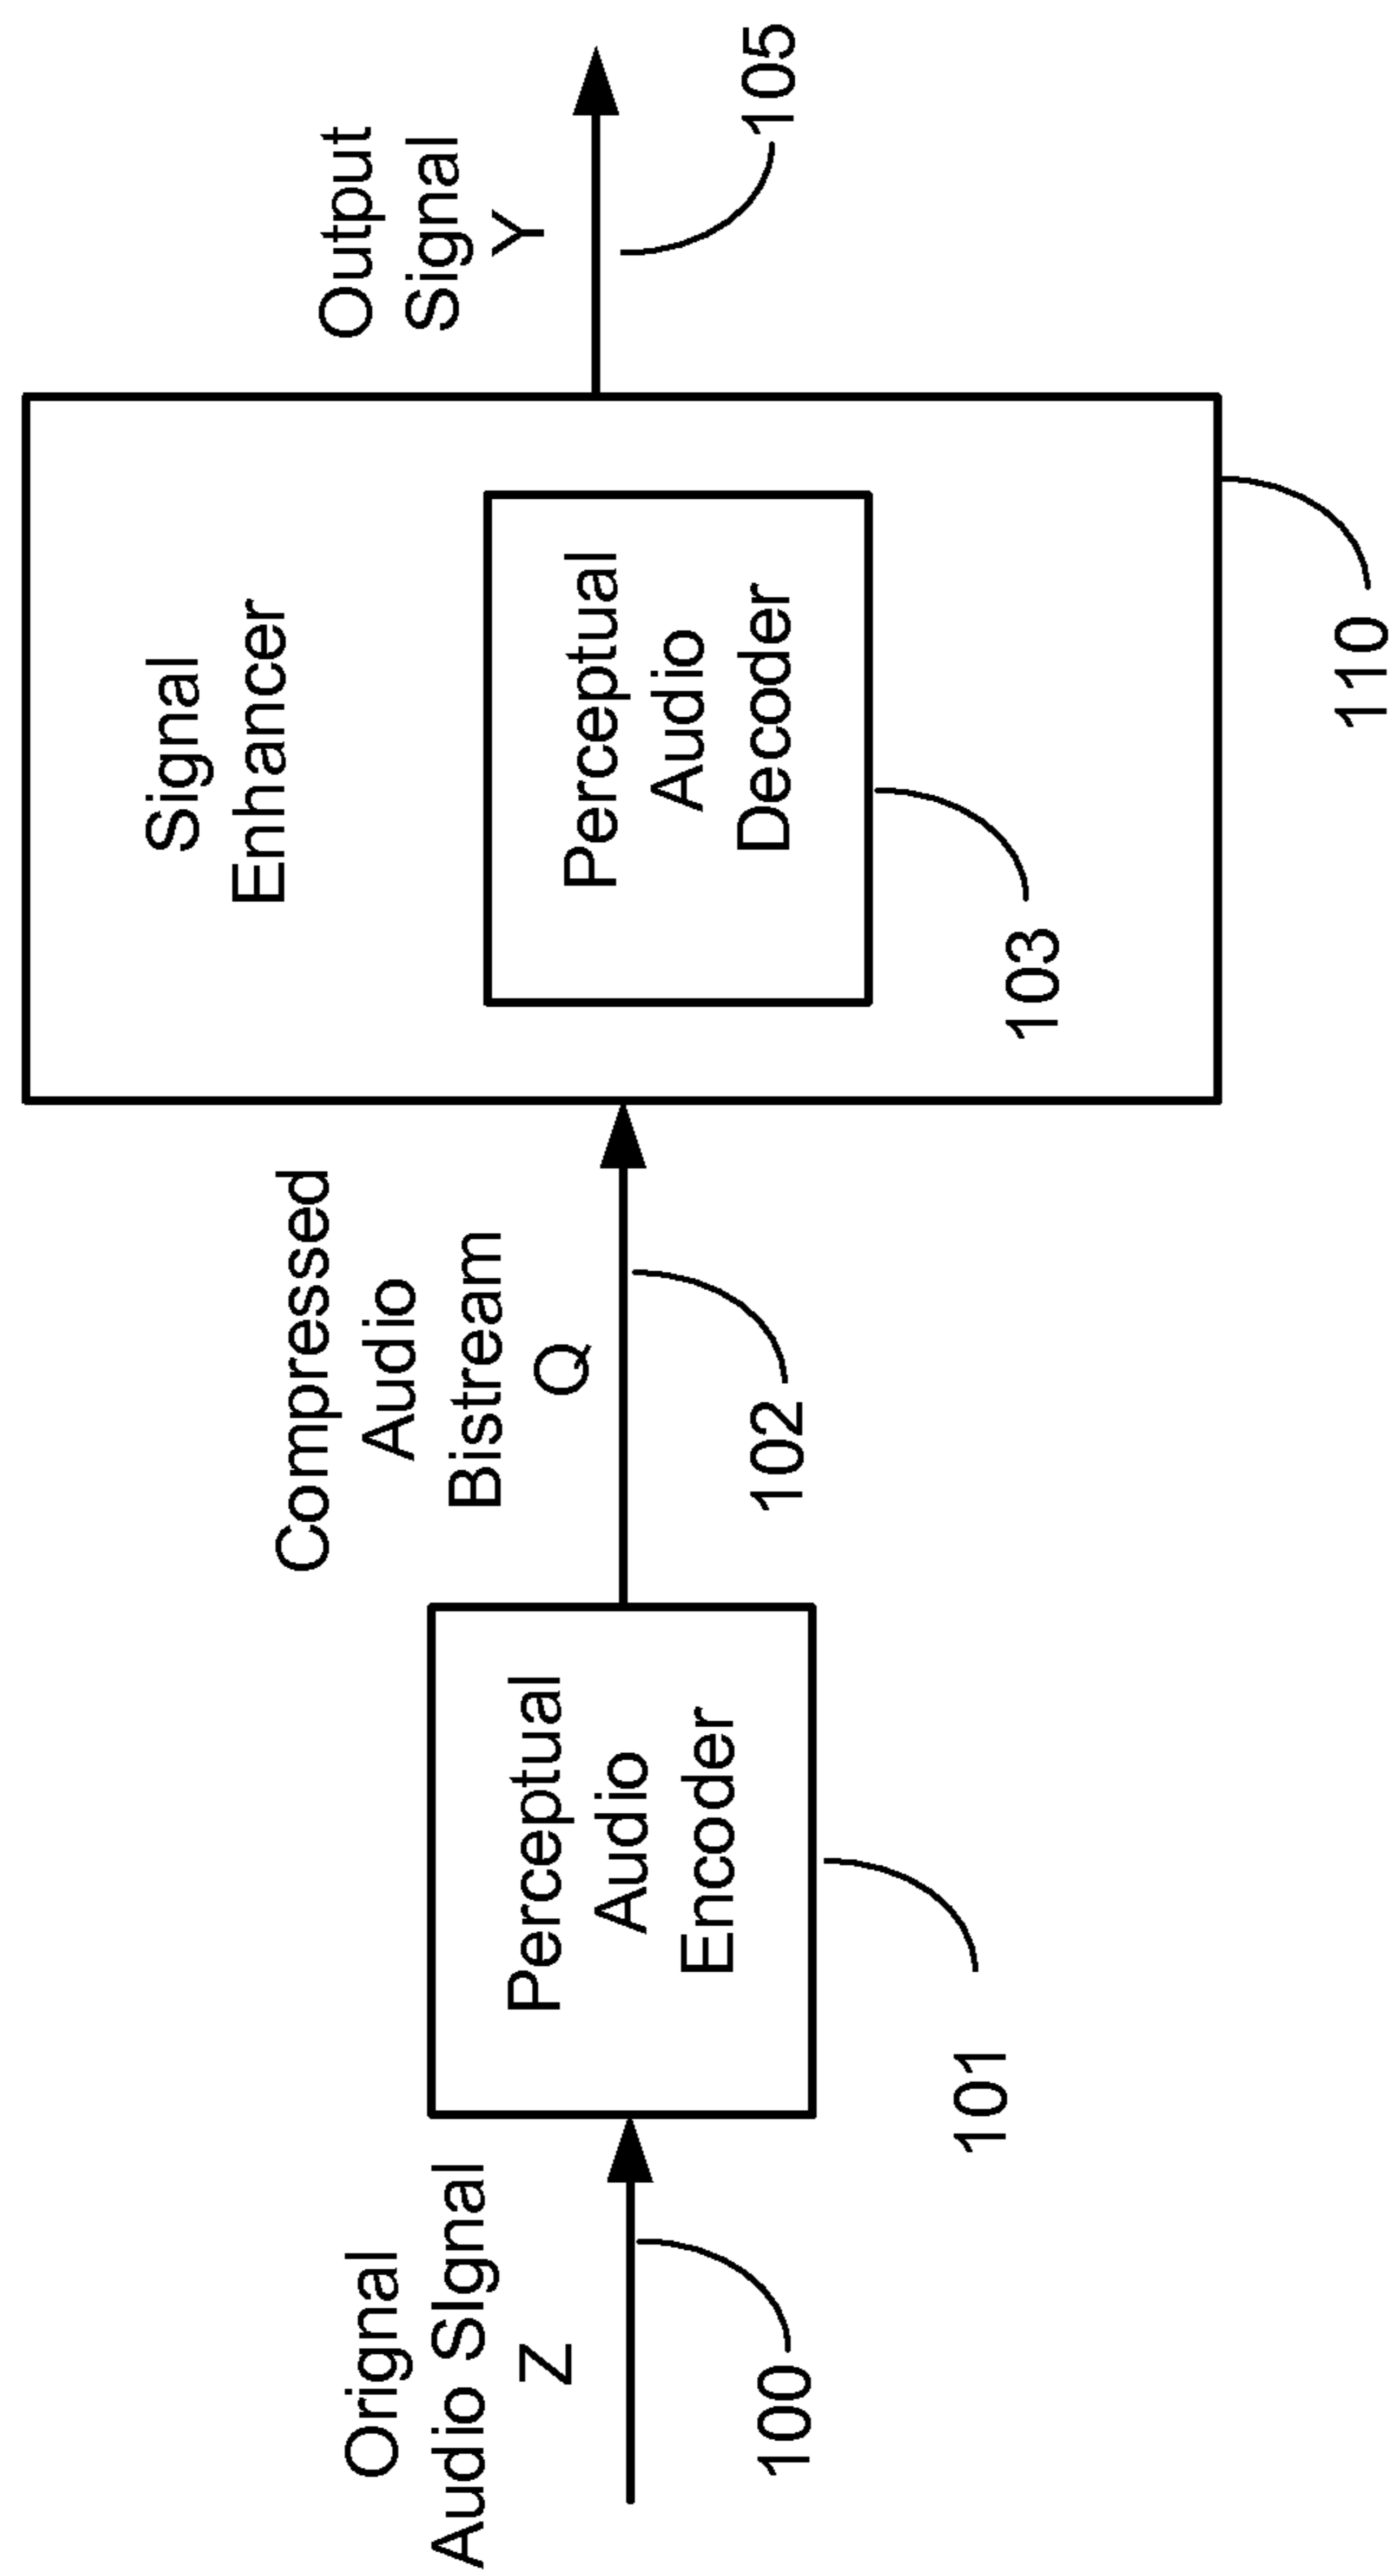 Orignal
Audio SIgnal
Z
100
Perceptual
Audio
Encoder
101
Compressed
Audio
Bistream
Q
102
Signal
Enhancer
Perceptual
Audio
Decoder
103
110
Output
Signal
Y
105